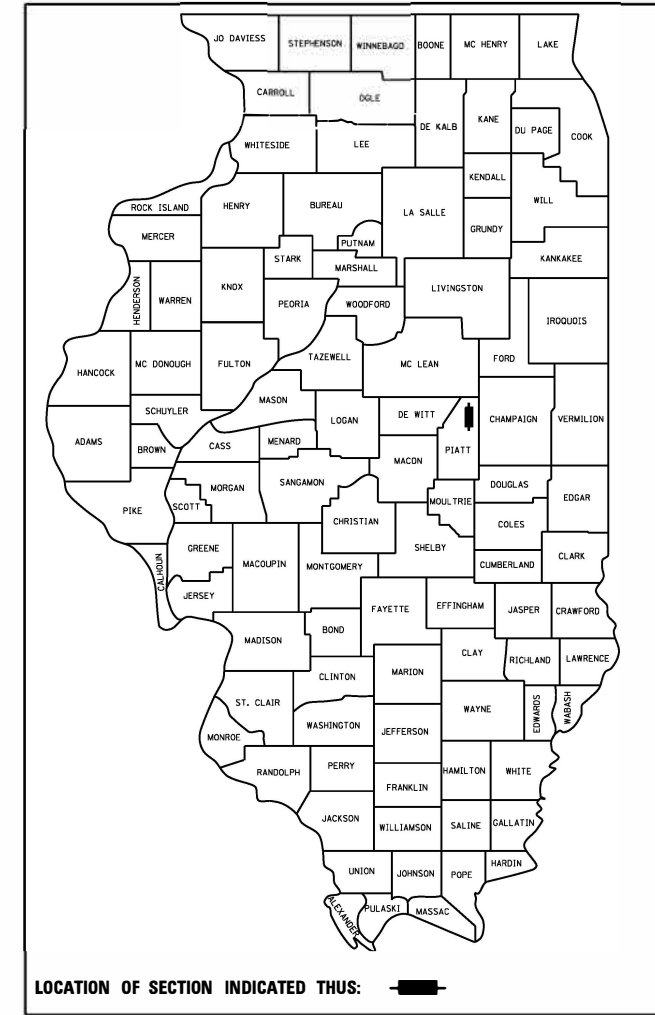 JO DAVIESS STEPHENSON WINNEBAGO BOONE MC HENRY LAKE
CARROLL OGLE
DE KALB KANE DU PAGE COOK
WHITESIDE LEE
KENDALL
WILL
ROCK ISLAND HENRY BUREAU LA SALLE
GRUNDY
MERCER PUTNAM
KANKAKEE
STARK MARSHALL
HENDERSON WARREN KNOX PEORIA WOODFORD LIVINGSTON
IROQUOIS
HANCOCK MC DONOUGH FULTON TAZEWELL MC LEAN FORD
MASON
SCHUYLER LOGAN DE WITT CHAMPAIGN VERMILION
ADAMS BROWN CASS MENARD PIATT
MACON
PIKE SCOTT MORGAN SANGAMON DOUGLAS EDGAR
MOULTRIE
CHRISTIAN COLES
CALHOUN GREENE MACOUPIN MONTGOMERY SHELBY CUMBERLAND CLARK
JERSEY
FAYETTE EFFINGHAM JASPER CRAWFORD
MADISON BOND
CLAY RICHLAND LAWRENCE
CLINTON MARION
ST. CLAIR WAYNE EDWARDS WABASH
WASHINGTON JEFFERSON
MONROE
RANDOLPH PERRY HAMILTON WHITE
FRANKLIN
JACKSON WILLIAMSON SALINE GALLATIN
UNION JOHNSON POPE HARDIN
ALEXANDER PULASKI MASSAC
LOCATION OF SECTION INDICATED THUS: